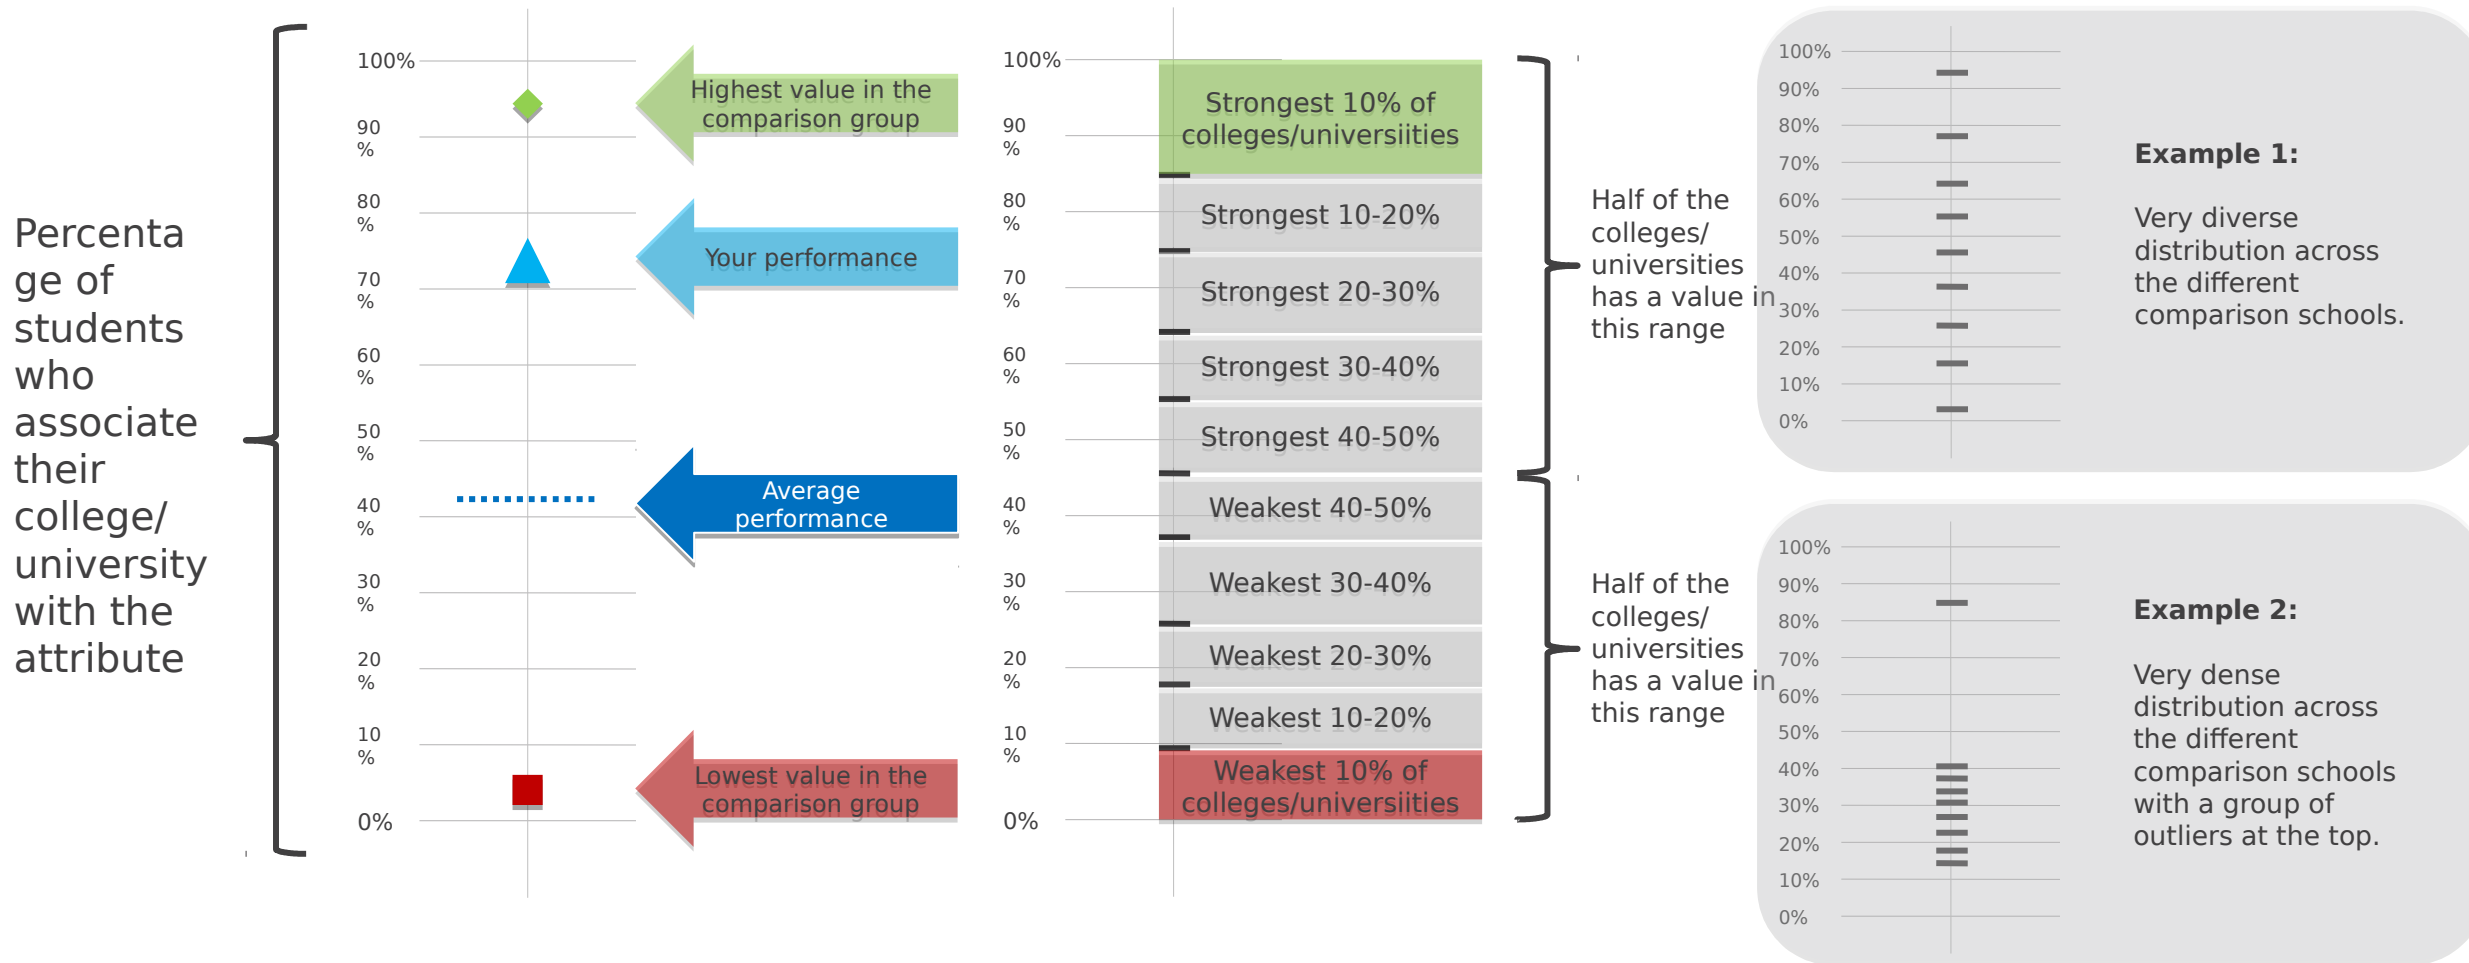 Percenta
ge of
students
who
associate
their
college/
university
with the
attribute
100%
90
%
80
%
70
%
60
%
50
%
40
%
30
%
20
%
10
%
0%
Highest value in the
comparison group
Your performance
Average
performance
Lowest value in the
comparison group
100%
90
%
80
%
70
%
60
%
50
%
40
%
30
%
20
%
10
%
0%
Strongest 10% of
colleges/universiities
Strongest 10-20%
Strongest 20-30%
Strongest 30-40%
Strongest 40-50%
Weakest 40-50%
Weakest 30-40%
Weakest 20-30%
Weakest 10-20%
Weakest 10% of
colleges/universiities
Half of the
colleges/
universities
has a value in
this range
Half of the
colleges/
universities
has a value in
this range
100%
90%
80%
70%
60%
50%
40%
30%
20%
10%
0%
Example 1:
Very diverse
distribution across
the different
comparison schools.
100%
90%
80%
70%
60%
50%
40%
30%
20%
10%
0%
Example 2:
Very dense
distribution across
the different
comparison schools
with a group of
outliers at the top.